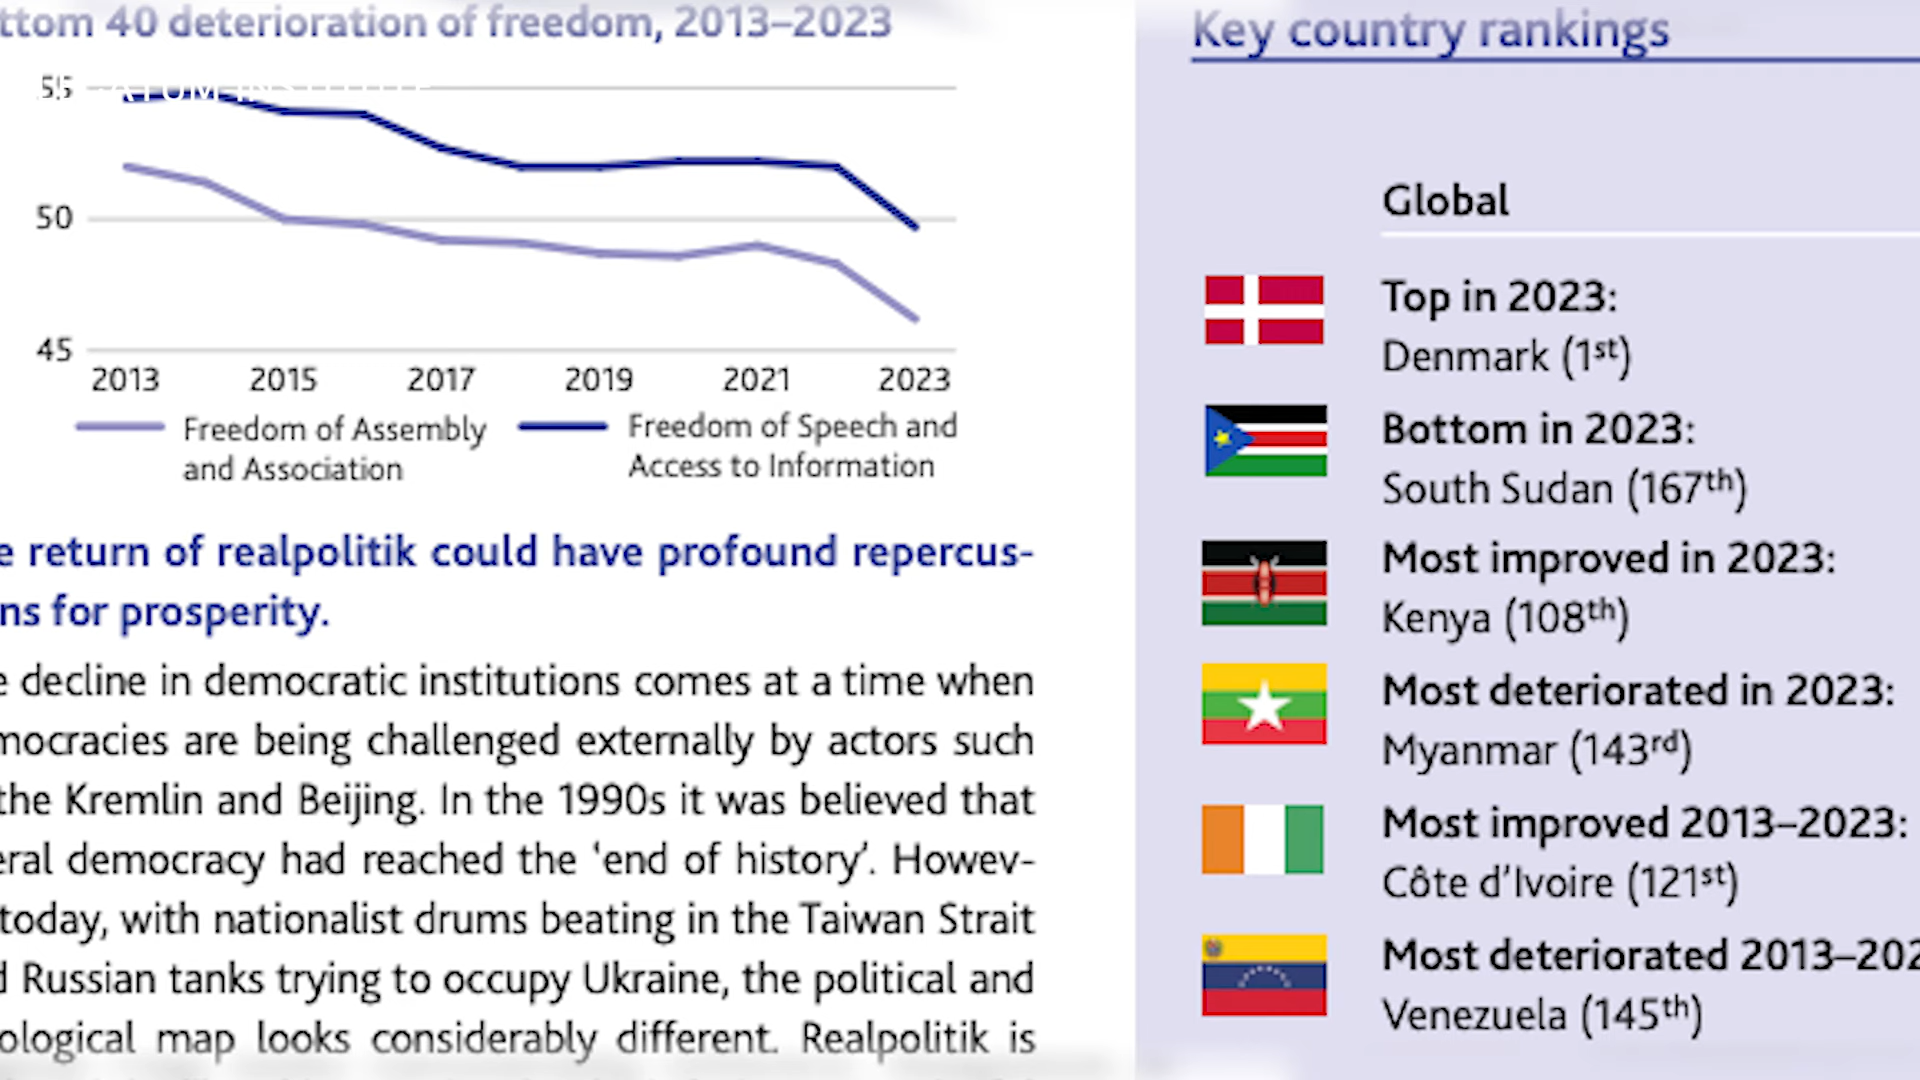 ttom 40 deterioration of freedom, 2013–2023
55
50
45
2013 2015 2017 2019 2021 2023
Freedom of Assembly
and Association
Freedom of Speech and
Access to Information
e return of realpolitik could have profound repercus-
ns for prosperity.
e decline in democratic institutions comes at a time when
mocracies are being challenged externally by actors such
the Kremlin and Beijing. In the 1990s it was believed that
eral democracy had reached the ‘end of history’. Howev-
today, with nationalist drums beating in the Taiwan Strait
d Russian tanks trying to occupy Ukraine, the political and
ological map looks considerably different. Realpolitik is
Key country rankings
Global
Top in 2023:
Denmark (1st)
Bottom in 2023:
South Sudan (167th)
Most improved in 2023:
Kenya (108th)
Most deteriorated in 2023:
Myanmar (143rd)
Most improved 2013–2023:
Côte d’Ivoire (121st)
Most deteriorated 2013–202
Venezuela (145th)